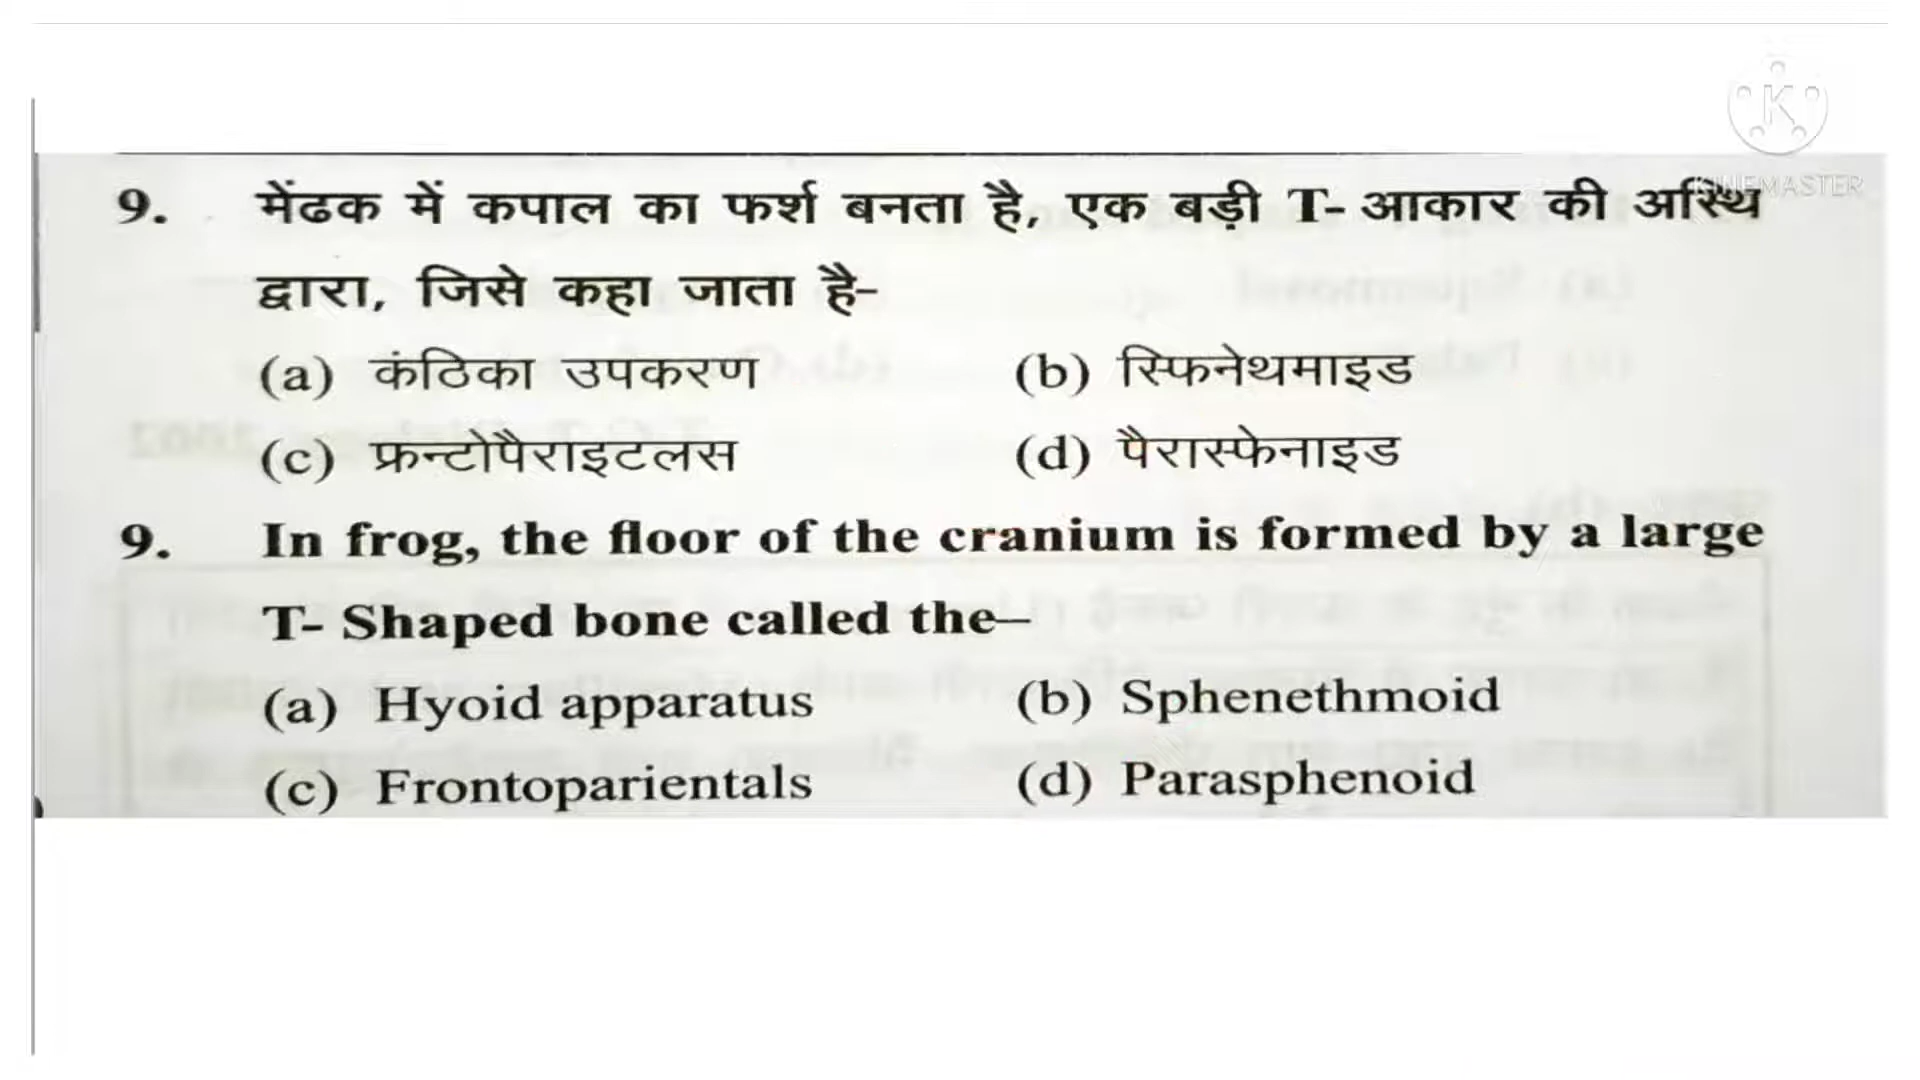 KINEMASTER
9. मेंढक में कपाल का फर्श बनता है, एक बड़ी T- आकार की अस्थि
द्वारा, जिसे कहा जाता है-
(a) कंठिका उपकरण (b) स्फिनेथमाइड
(c) फ्रन्टोपैराइटलस (d) पैरास्फेनाइड
9. In frog, the floor of the cranium is formed by a large
T- Shaped bone called the–
(a) Hyoid apparatus (b) Sphenethmoid
(c) Frontoparientals (d) Parasphenoid